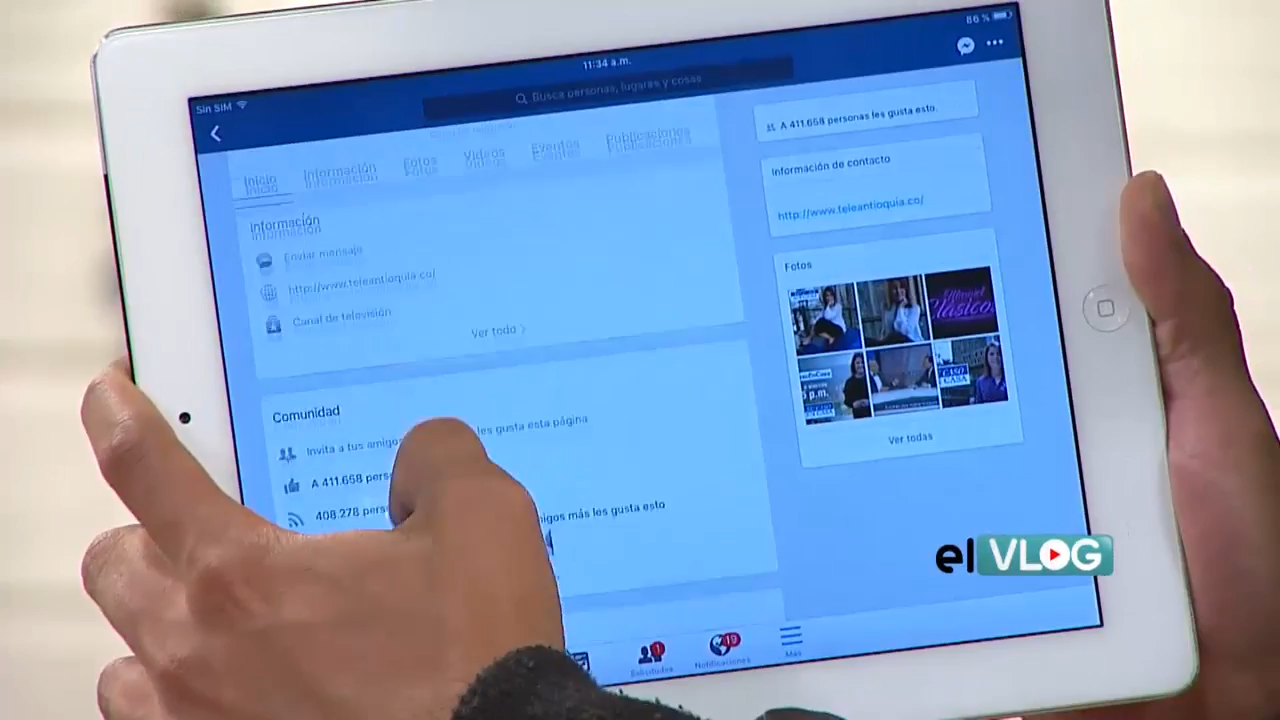 86 %
11:34 a.m.
Sin SIM
Busca personas, lugares y cosas
Inicio Información Fotos Videos Eventos Publicaciones
Información
Enviar mensaje
http://www.teleantioquia.co/
Canal de televisión
Ver todo
Comunidad
Invita a tus amigos les gusta esta página
A 411.658 pers
408.278 pers amigos más les gusta esto
A 411.658 personas les gusta esto.
Información de contacto
http://www.teleantioquia.co/
Fotos
Clásicos
p.m.
CASO
CASA
Ver todas
el VLOG
1
19
Solicitudes
Notificaciones
Más